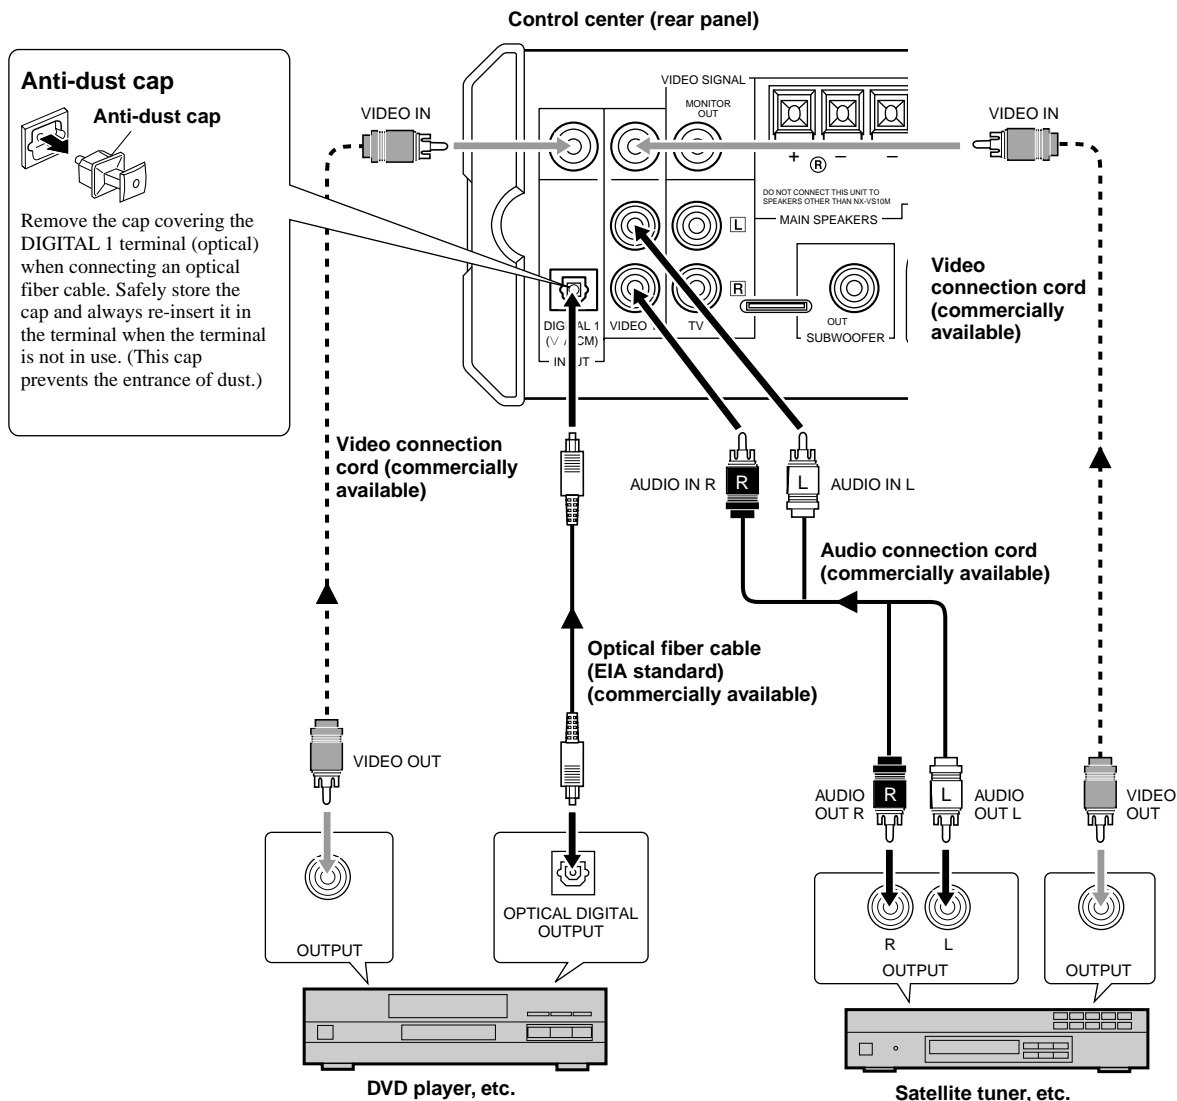 Control center (rear panel)
Anti-dust cap
Anti-dust cap
Remove the cap covering the
DIGITAL 1 terminal (optical)
when connecting an optical
fiber cable. Safely store the
cap and always re-insert it in
the terminal when the terminal
is not in use. (This cap
prevents the entrance of dust.)
VIDEO IN
VIDEO SIGNAL
MONITOR
OUT
VIDEO IN
+ R – –
DO NOT CONNECT THIS UNIT TO
SPEAKERS OTHER THAN NX-VS10M
MAIN SPEAKERS
L
R
VIDEO
TV
OUT
SUBWOOFER
Video
connection cord
(commercially
available)
Video connection
cord (commercially
available)
AUDIO IN R
R
L
AUDIO IN L
Audio connection cord
(commercially available)
Optical fiber cable
(EIA standard)
(commercially available)
VIDEO OUT
AUDIO
OUT R
R
L
AUDIO
OUT L
VIDEO
OUT
OUTPUT
OPTICAL DIGITAL
OUTPUT
R
L
OUTPUT
OUTPUT
DVD player, etc.
Satellite tuner, etc.